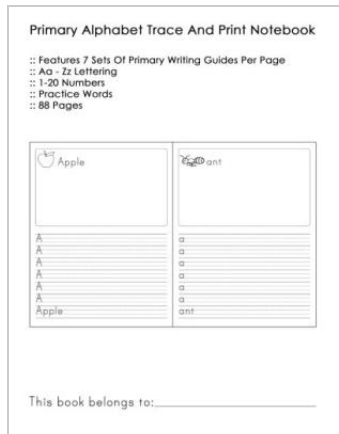 Primary Alphabet Trace And Print Notebook
:: Features 7 Sets Of Primary Writing Guides Per Page
:: Aa - Zz Lettering
:: 1-20 Numbers
:: Practice Words
:: 88 Pages
Apple
A
A
A
A
A
A
Apple
ant
a
a
a
a
a
a
ant
This book belongs to: